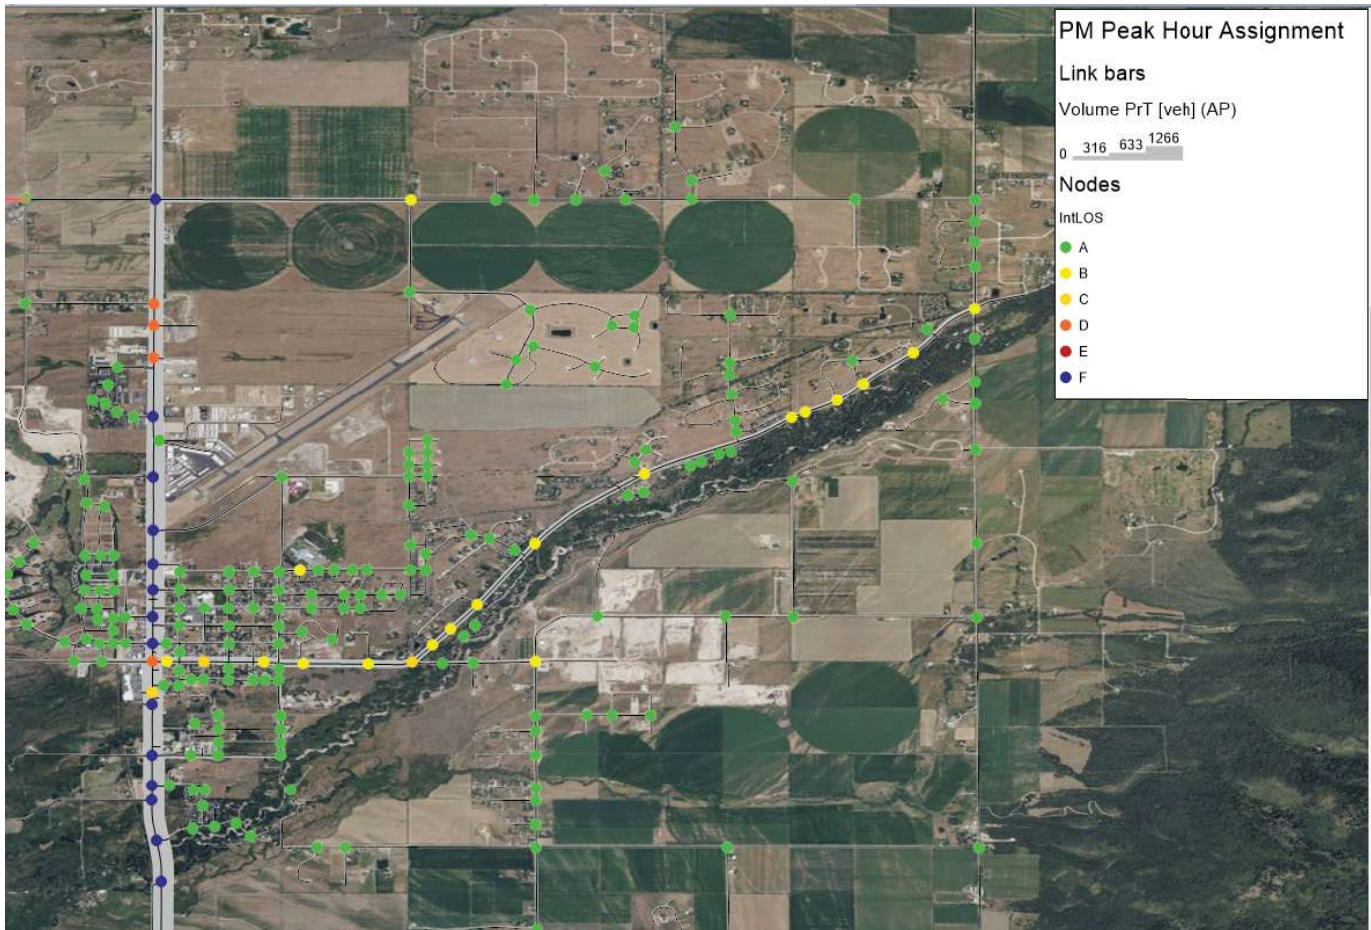 PM Peak Hour Assignment
Link bars
Volume PrT [veh] (AP)
0 316 633 1266
Nodes
IntLOS
A
B
C
D
E
F